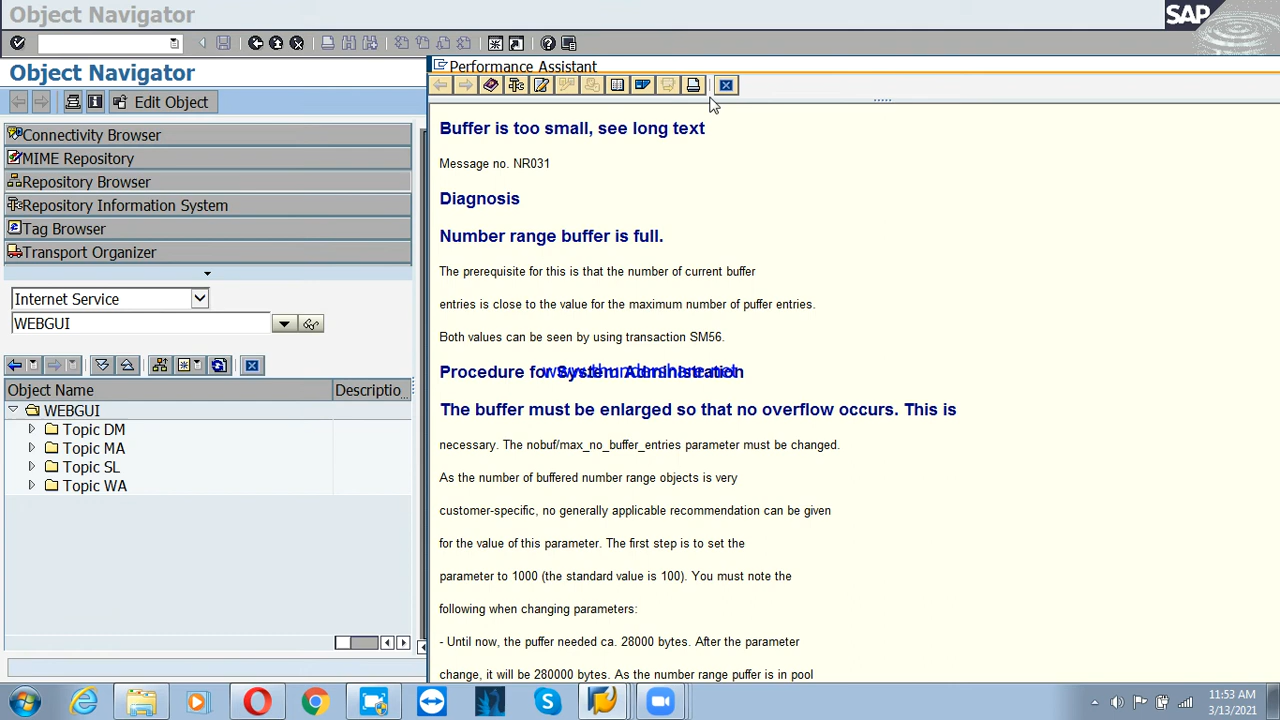 Object Navigator
SAP
Object Navigator
Edit Object
Connectivity Browser
MIME Repository
Repository Browser
Repository Information System
Tag Browser
Transport Organizer
Internet Service
WEBGUI
Object Name
Descriptio...
WEBGUI
Topic DM
Topic MA
Topic SL
Topic WA
Performance Assistant
Buffer is too small, see long text
Message no. NR031
Diagnosis
Number range buffer is full.
The prerequisite for this is that the number of current buffer
entries is close to the value for the maximum number of puffer entries.
Both values can be seen by using transaction SM56.
Procedure for System Administration
www.thundershare.net
The buffer must be enlarged so that no overflow occurs. This is
necessary. The nobuf/max_no_buffer_entries parameter must be changed.
As the number of buffered number range objects is very
customer-specific, no generally applicable recommendation can be given
for the value of this parameter. The first step is to set the
parameter to 1000 (the standard value is 100). You must note the
following when changing parameters:
- Until now, the puffer needed ca. 28000 bytes. After the parameter
change, it will be 280000 bytes. As the number range puffer is in pool
11:53 AM
3/13/2021